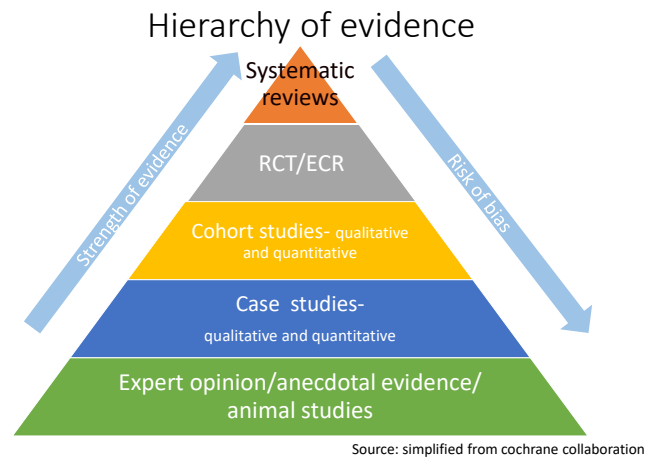 Hierarchy of evidence
Systematic
reviews
Strength of evidence
Risk of bias
RCT/ECR
Cohort studies- qualitative
and quantitative
Case studies-
qualitative and quantitative
Expert opinion/anecdotal evidence/
animal studies
Source: simplified from cochrane collaboration